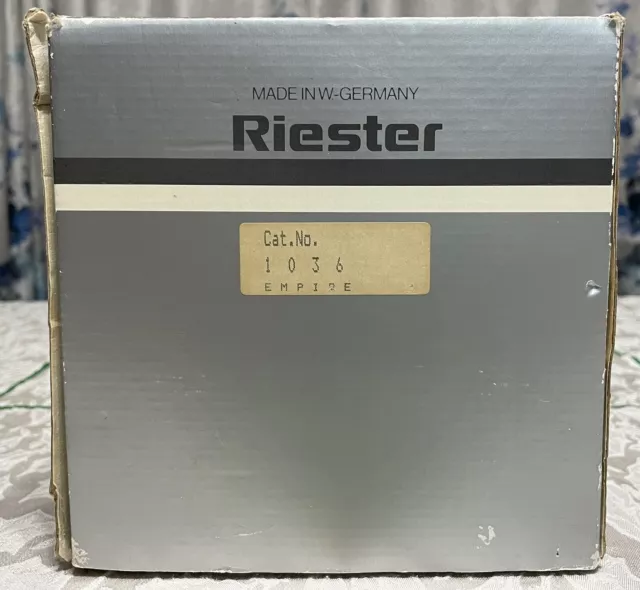 MADE IN W-GERMANY
Riester
Cat.No.
1036
EMPIRE